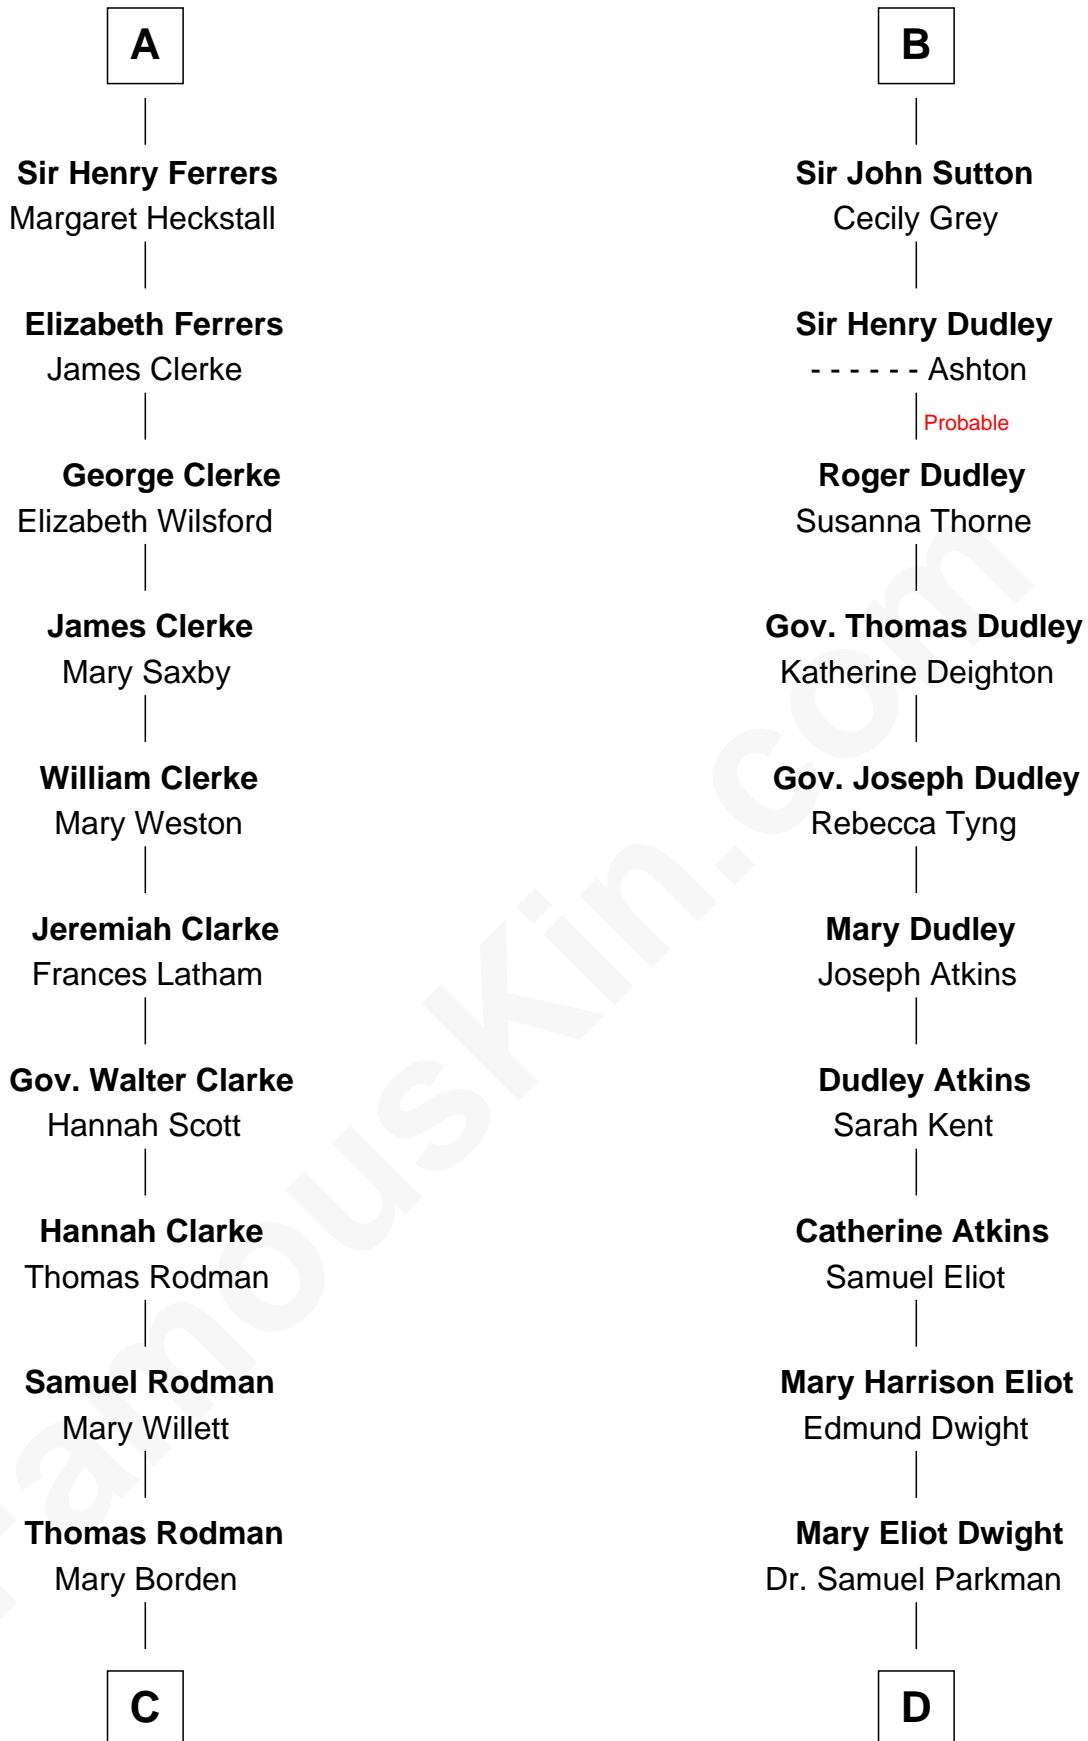 A
Sir Henry Ferrers
Margaret Heckstall
Elizabeth Ferrers
James Clerke
George Clerke
Elizabeth Wilsford
James Clerke
Mary Saxby
William Clerke
Mary Weston
Jeremiah Clarke
Frances Latham
Gov. Walter Clarke
Hannah Scott
Hannah Clarke
Thomas Rodman
Samuel Rodman
Mary Willett
Thomas Rodman
Mary Borden
C
B
Sir John Sutton
Cecily Grey
Sir Henry Dudley
- - - - - - Ashton
Probable
Roger Dudley
Susanna Thorne
Gov. Thomas Dudley
Katherine Deighton
Gov. Joseph Dudley
Rebecca Tyng
Mary Dudley
Joseph Atkins
Dudley Atkins
Sarah Kent
Catherine Atkins
Samuel Eliot
Mary Harrison Eliot
Edmund Dwight
Mary Eliot Dwight
Dr. Samuel Parkman
D
FamousKin.com